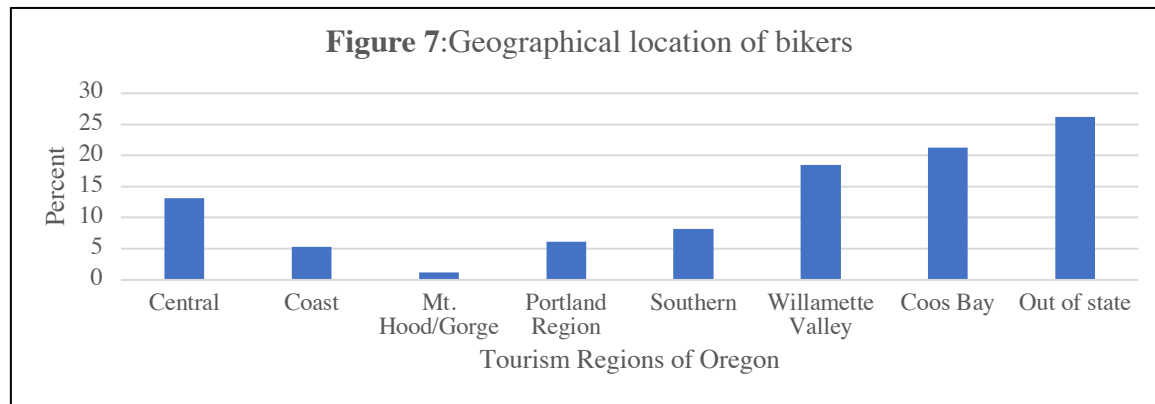 Figure 7:Geographical location of bikers
30
25
20
15
10
5
0
Percent
Central
Coast
Mt.
Hood/Gorge
Portland
Region
Southern
Willamette
Valley
Coos Bay
Out of state
Tourism Regions of Oregon